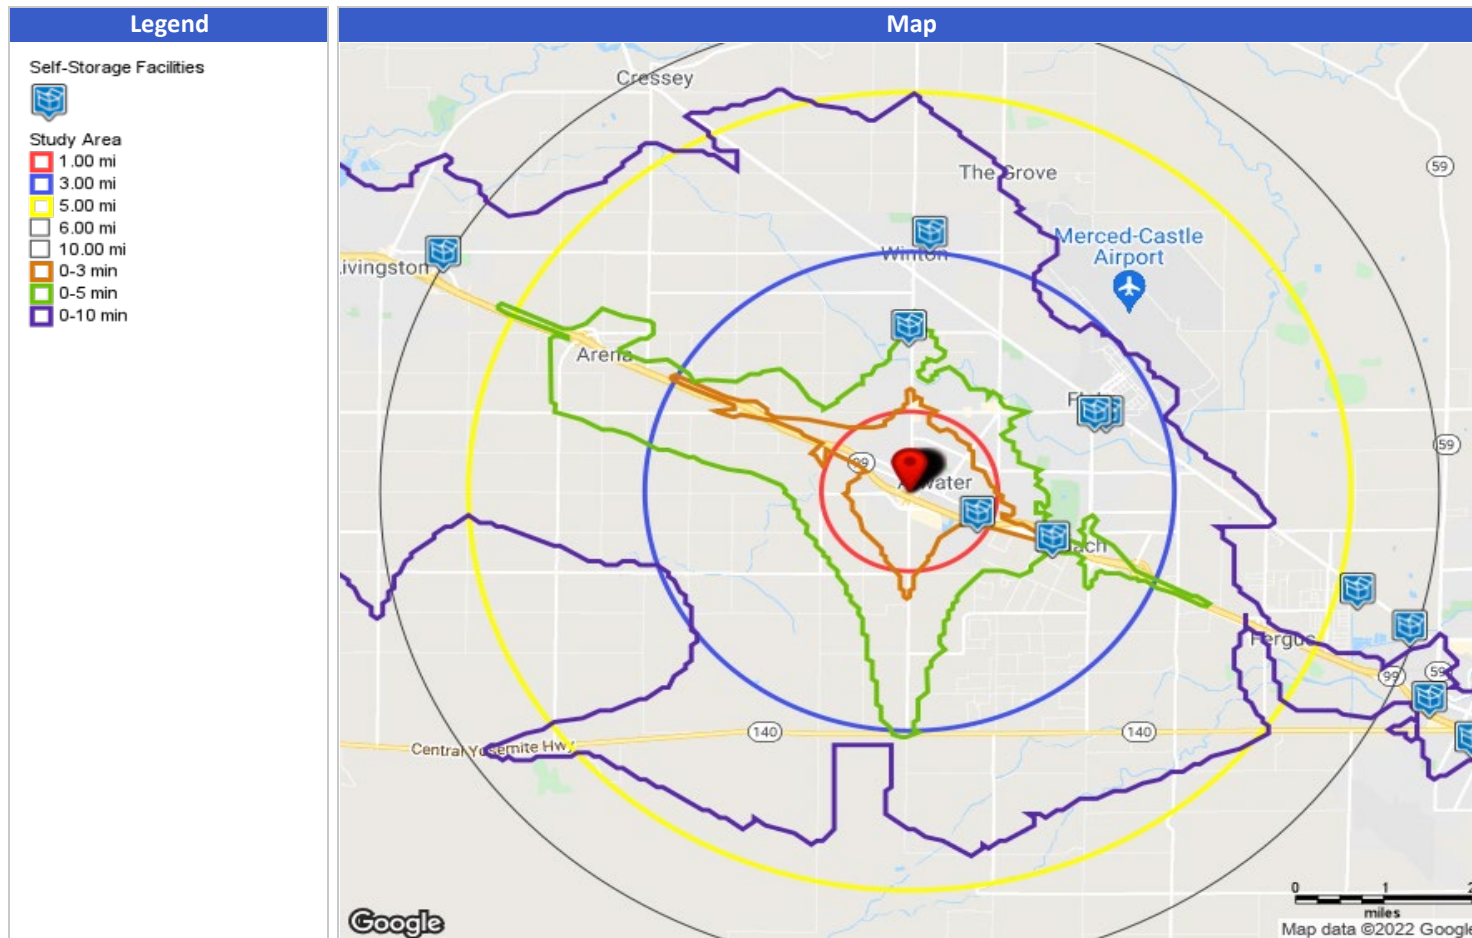 Legend
Map
Self-Storage Facilities
Study Area
1.00 mi
3.00 mi
5.00 mi
6.00 mi
10.00 mi
0-3 min
0-5 min
0-10 min
Cressey
The Grove
59
Merced-Castle
Airport
Winton
Livingston
Arena
59
99
Fergus
99
59
140
140
Central Yosemite Hwy
0 1 2
miles
Google
Map data ©2022 Google